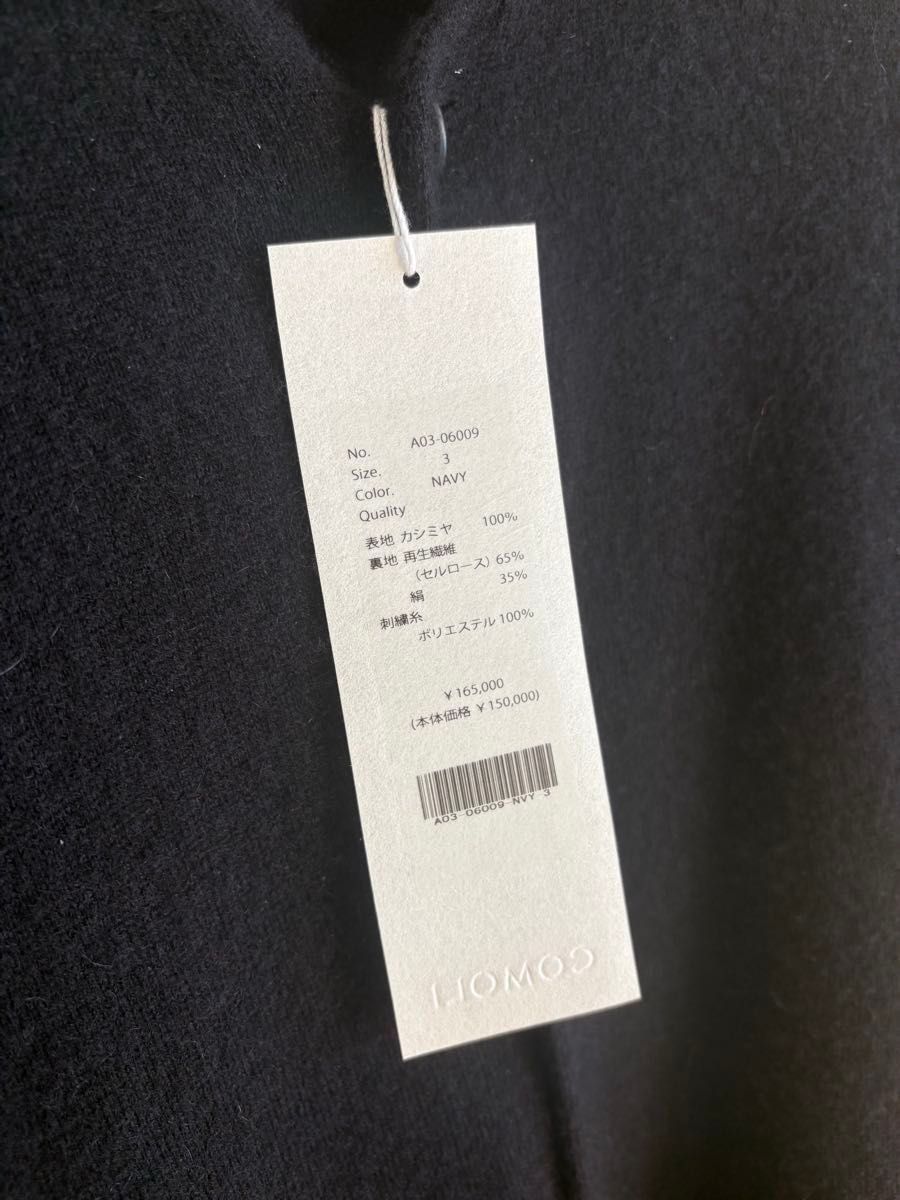 No. A03-06009
Size. 3
Color. NAVY
Quality
表地 カシミヤ 100%
裏地 再生繊維
(セルロース) 65%
絹 35%
刺繍糸
ポリエステル 100%
¥165,000
(本体価格 ¥150,000)
A03-06009-NVY-3
COMOLI